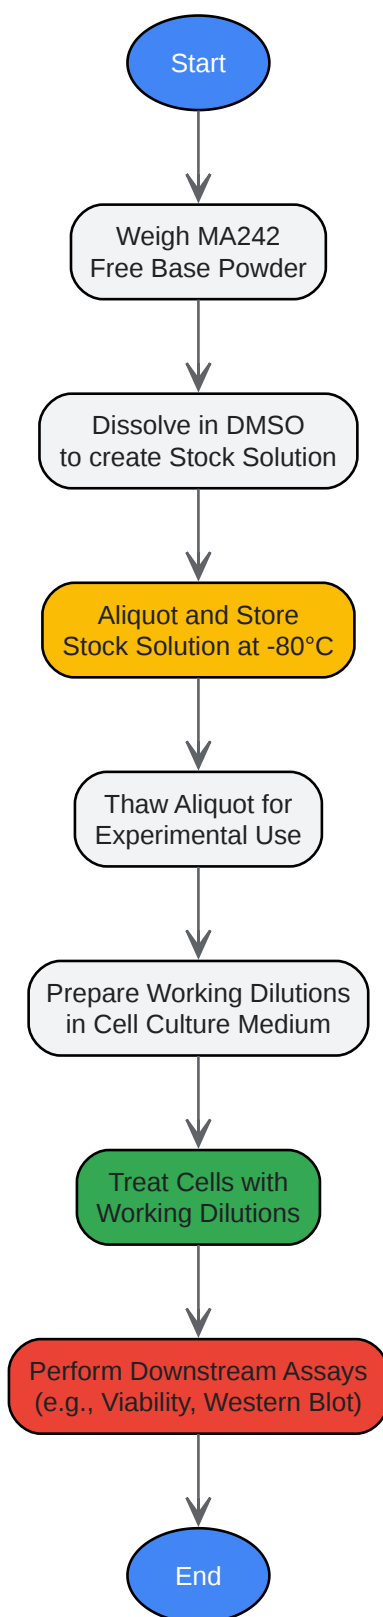 Start
Weigh MA242
Free Base Powder
Dissolve in DMSO
to create Stock Solution
Aliquot and Store
Stock Solution at -80°C
Thaw Aliquot for
Experimental Use
Prepare Working Dilutions
in Cell Culture Medium
Treat Cells with
Working Dilutions
Perform Downstream Assays
(e.g., Viability, Western Blot)
End